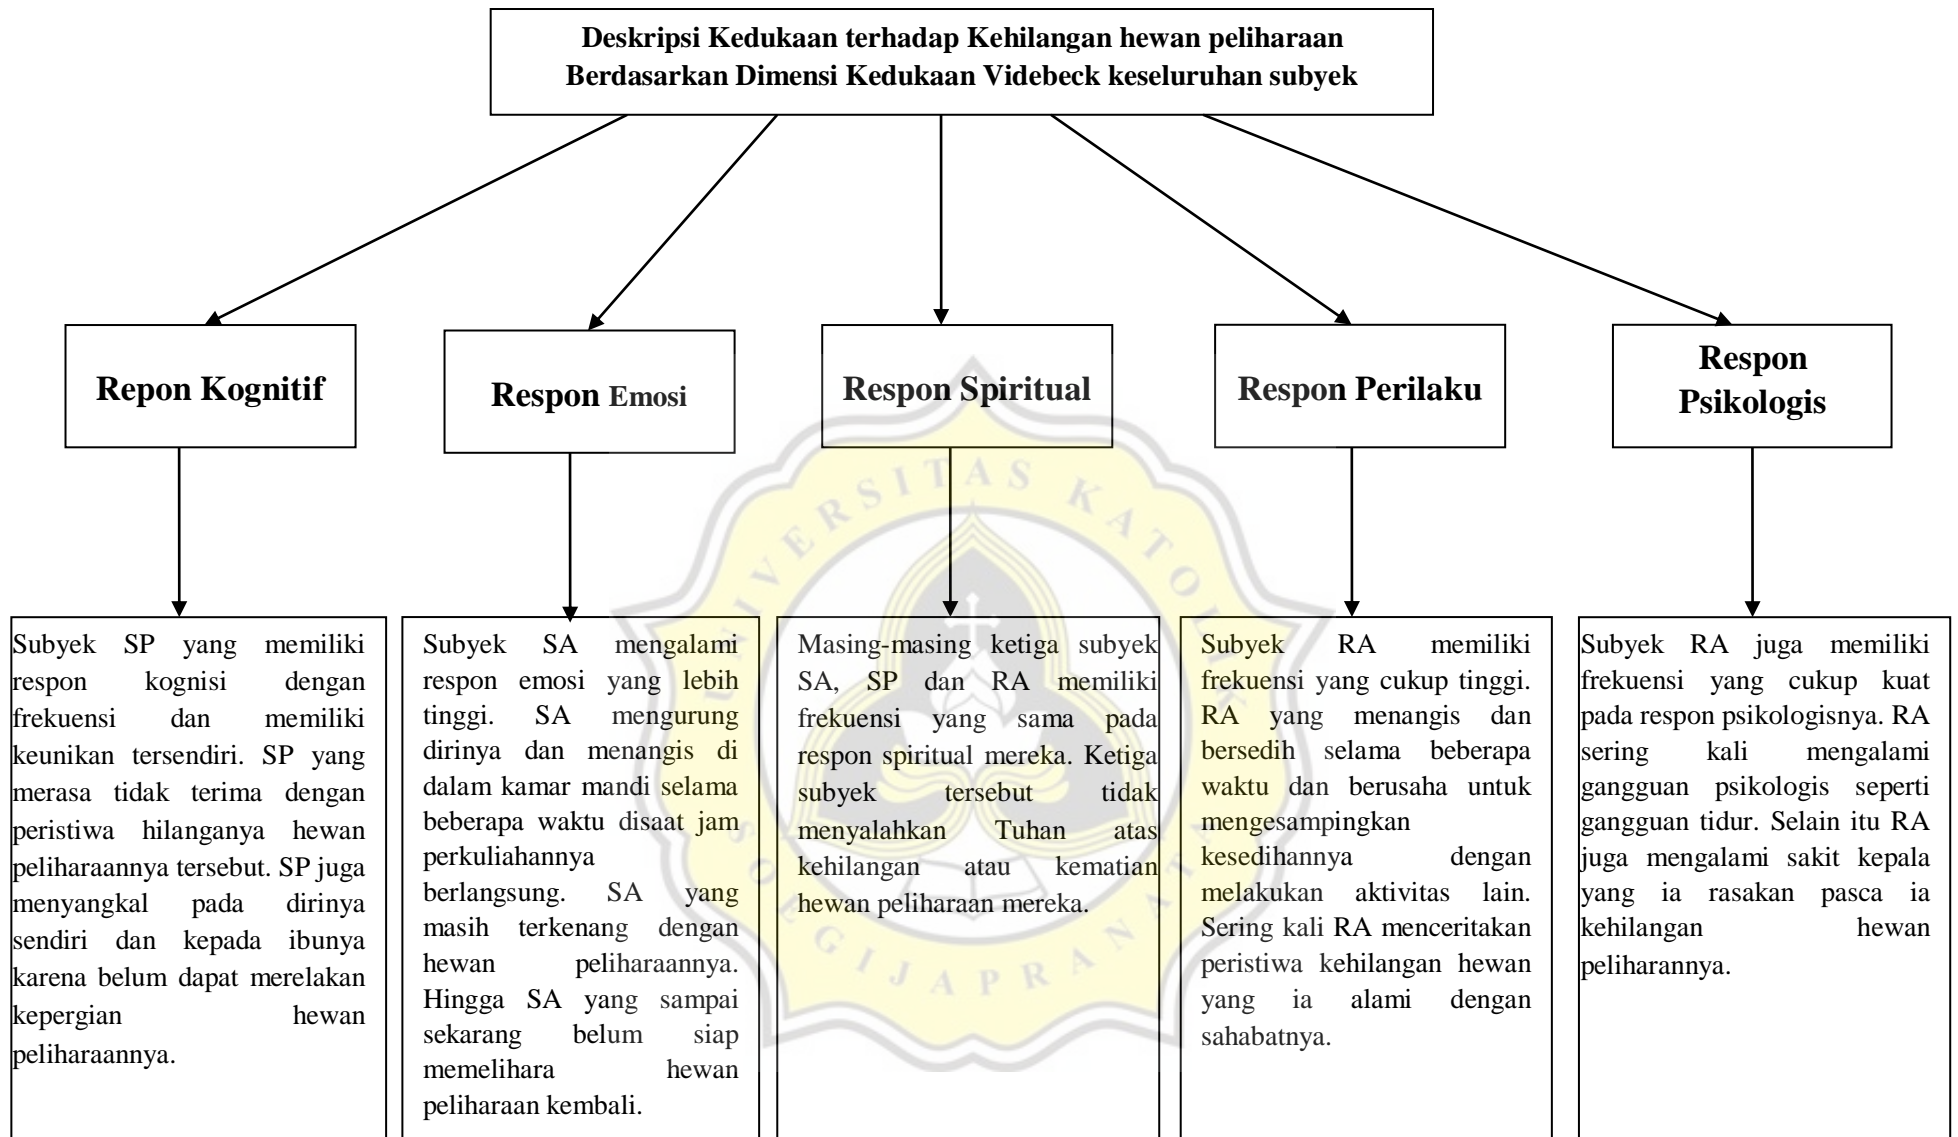 Deskripsi Kedukaan terhadap Kehilangan hewan peliharaan
Berdasarkan Dimensi Kedukaan Videbeck keseluruhan subyek
Repon Kognitif
Respon Emosi
Respon Spiritual
Respon Perilaku
Respon
Psikologis
Subyek SP yang memiliki
respon kognisi dengan
frekuensi dan memiliki
keunikan tersendiri. SP yang
merasa tidak terima dengan
peristiwa hilanganya hewan
peliharaannya tersebut. SP juga
menyangkal pada dirinya
sendiri dan kepada ibunya
karena belum dapat merelakan
kepergian hewan
peliharaannya.
Subyek SA mengalami
respon emosi yang lebih
tinggi. SA mengurung
dirinya dan menangis di
dalam kamar mandi selama
beberapa waktu disaat jam
perkuliahannya
berlangsung. SA yang
masih terkenang dengan
hewan peliharaannya.
Hingga SA yang sampai
sekarang belum siap
memelihara hewan
peliharaan kembali.
Masing-masing ketiga subyek
SA, SP dan RA memiliki
frekuensi yang sama pada
respon spiritual mereka. Ketiga
subyek tersebut tidak
menyalahkan Tuhan atas
kehilangan atau kematian
hewan peliharaan mereka.
Subyek RA memiliki
frekuensi yang cukup tinggi.
RA yang menangis dan
bersedih selama beberapa
waktu dan berusaha untuk
mengesampingkan
kesedihannya dengan
melakukan aktivitas lain.
Sering kali RA menceritakan
peristiwa kehilangan hewan
yang ia alami dengan
sahabatnya.
Subyek RA juga memiliki
frekuensi yang cukup kuat
pada respon psikologisnya. RA
sering kali mengalami
gangguan psikologis seperti
gangguan tidur. Selain itu RA
juga mengalami sakit kepala
yang ia rasakan pasca ia
kehilangan hewan
peliharannya.
UNIVERSITAS KATOLIK
SOEGIJAPRANATA